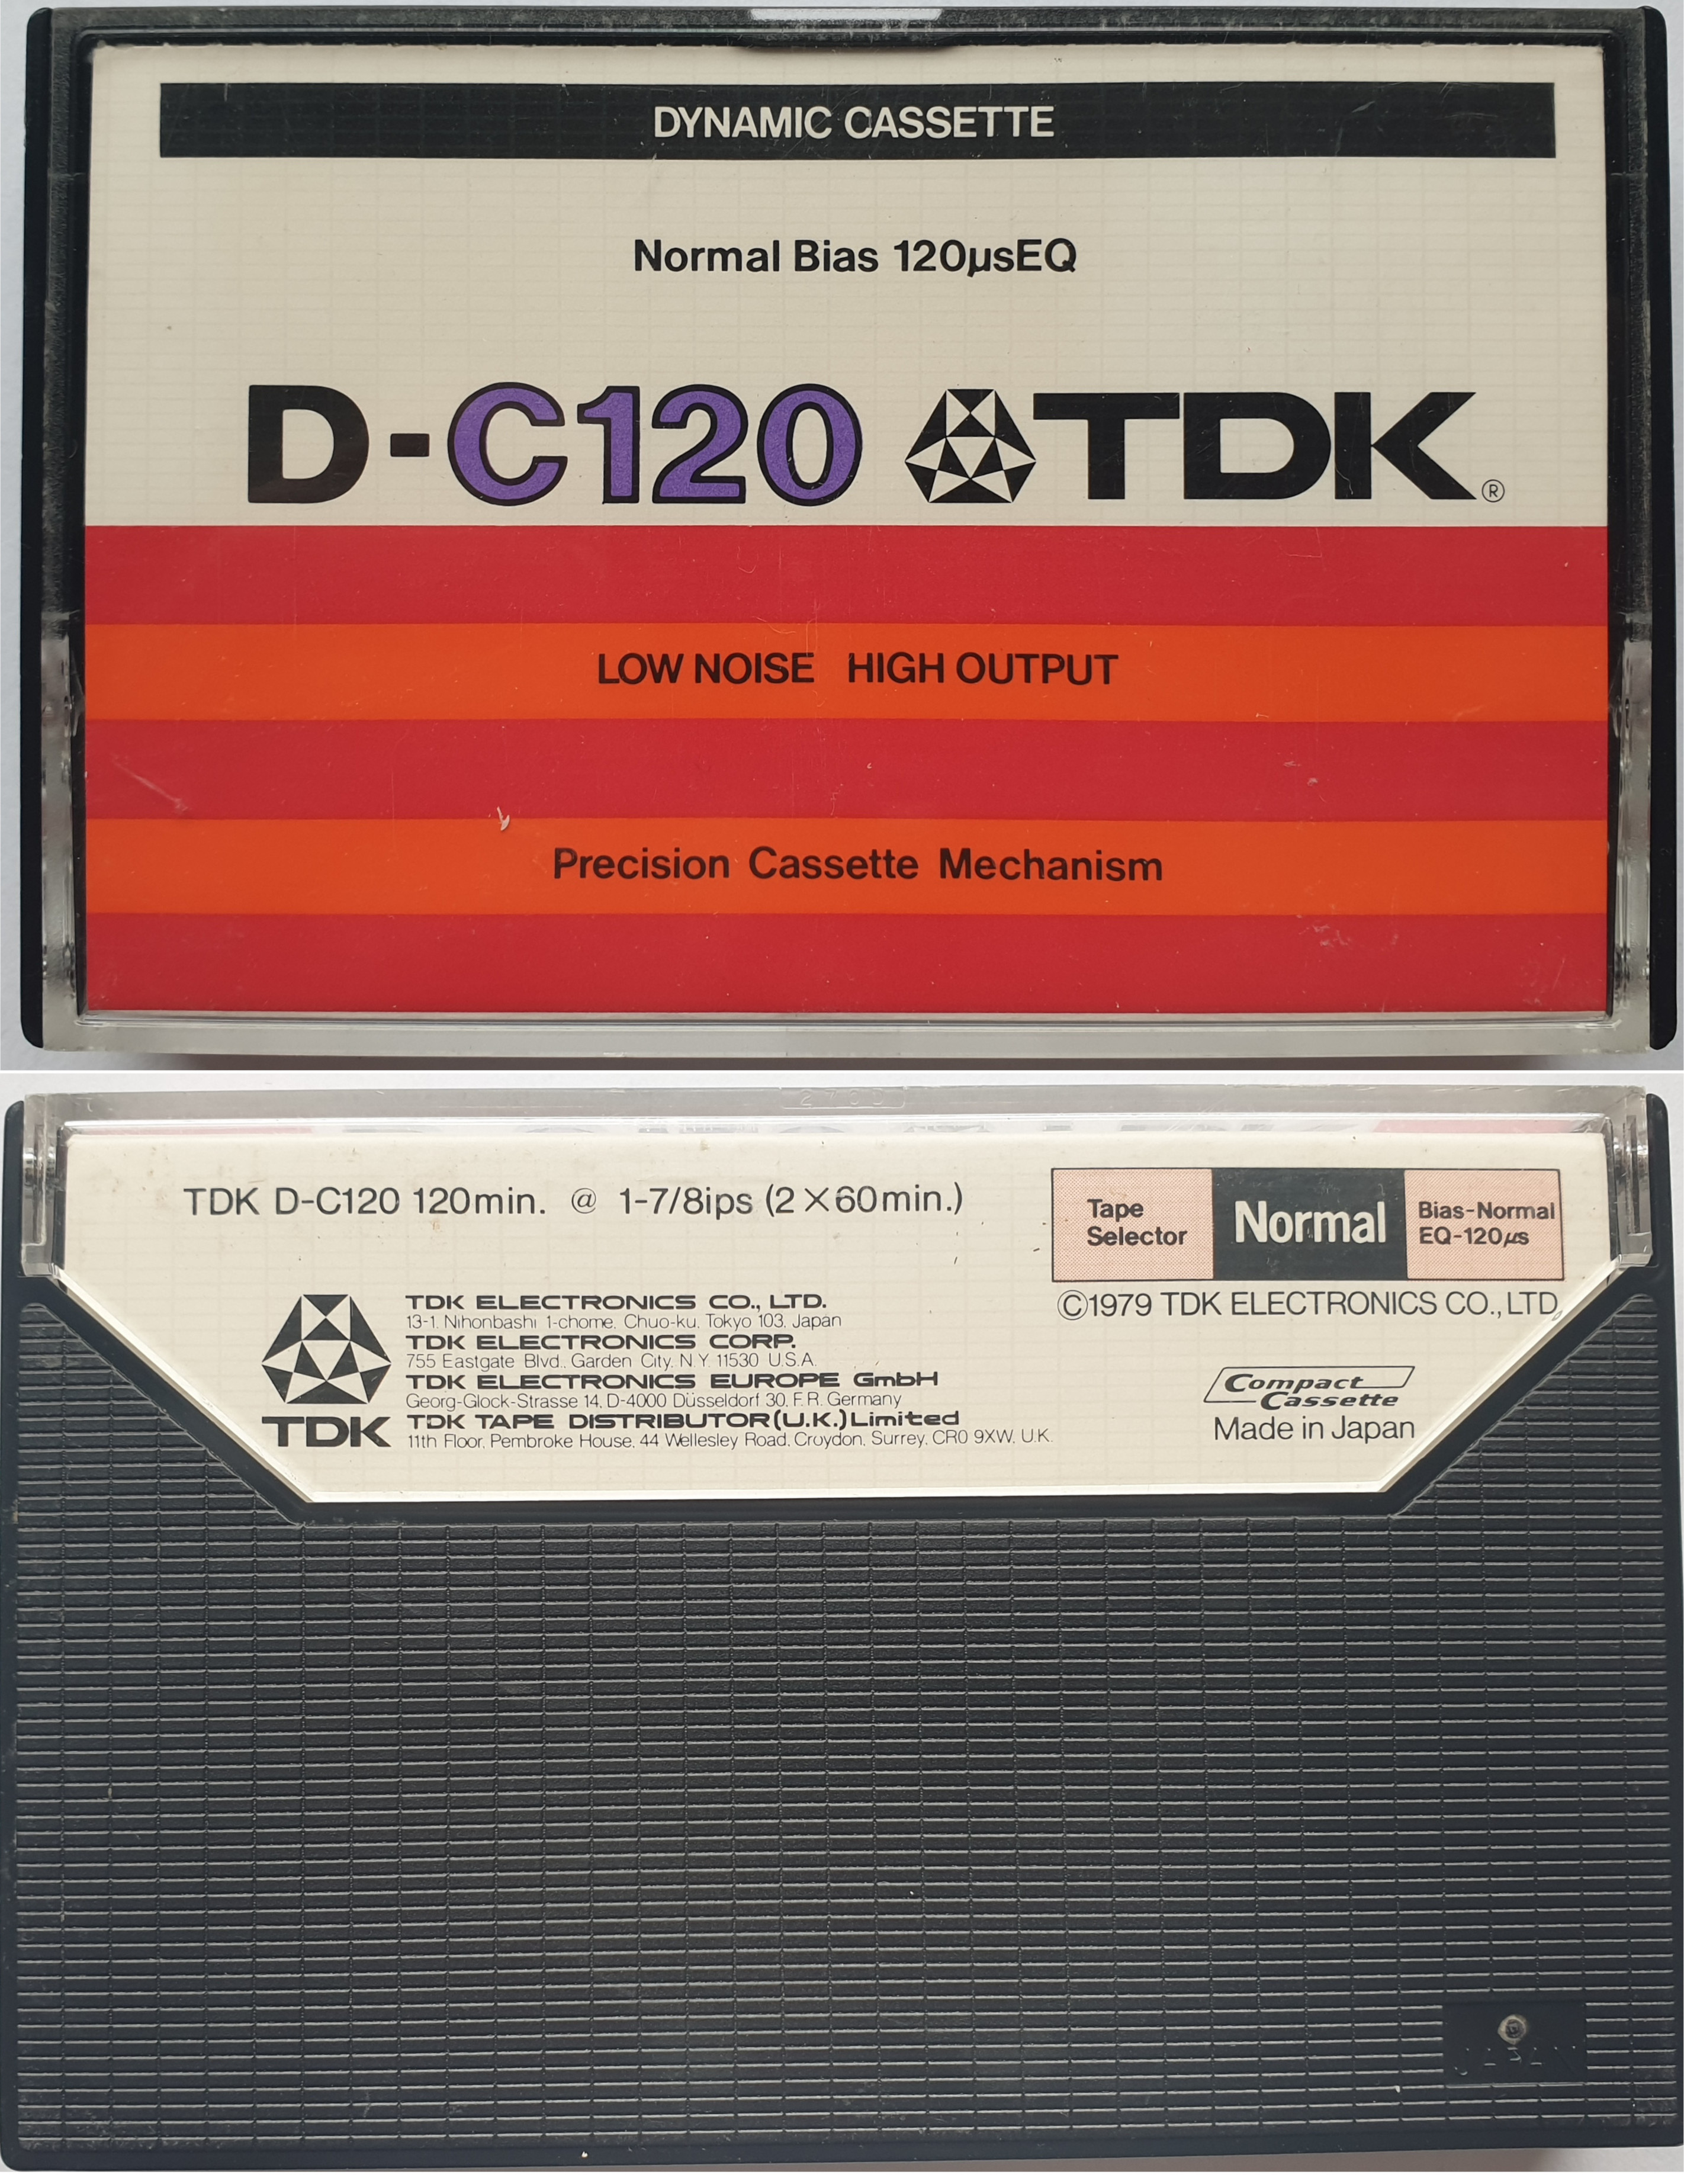 DYNAMIC CASSETTE
Normal Bias 120µsEQ
D-C120 TDK®
LOW NOISE HIGH OUTPUT
Precision Cassette Mechanism
TDK D-C120 120min. @ 1-7/8ips (2×60min.)
Tape Selector
Normal
Bias-Normal
EQ-120µs
©1979 TDK ELECTRONICS CO., LTD.
TDK
TDK ELECTRONICS CO., LTD.
13-1, Nihonbashi 1-chome, Chuo-ku, Tokyo 103, Japan
TDK ELECTRONICS CORP.
755 Eastgate Blvd., Garden City, N.Y. 11530 U.S.A.
TDK ELECTRONICS EUROPE GmbH
Georg-Glock-Strasse 14, D-4000 Düsseldorf 30, F.R. Germany
TDK TAPE DISTRIBUTOR (U.K.) Limited
11th Floor, Pembroke House, 44 Wellesley Road, Croydon, Surrey, CR0 9XW, U.K.
Compact
Cassette
Made in Japan
JAPAN